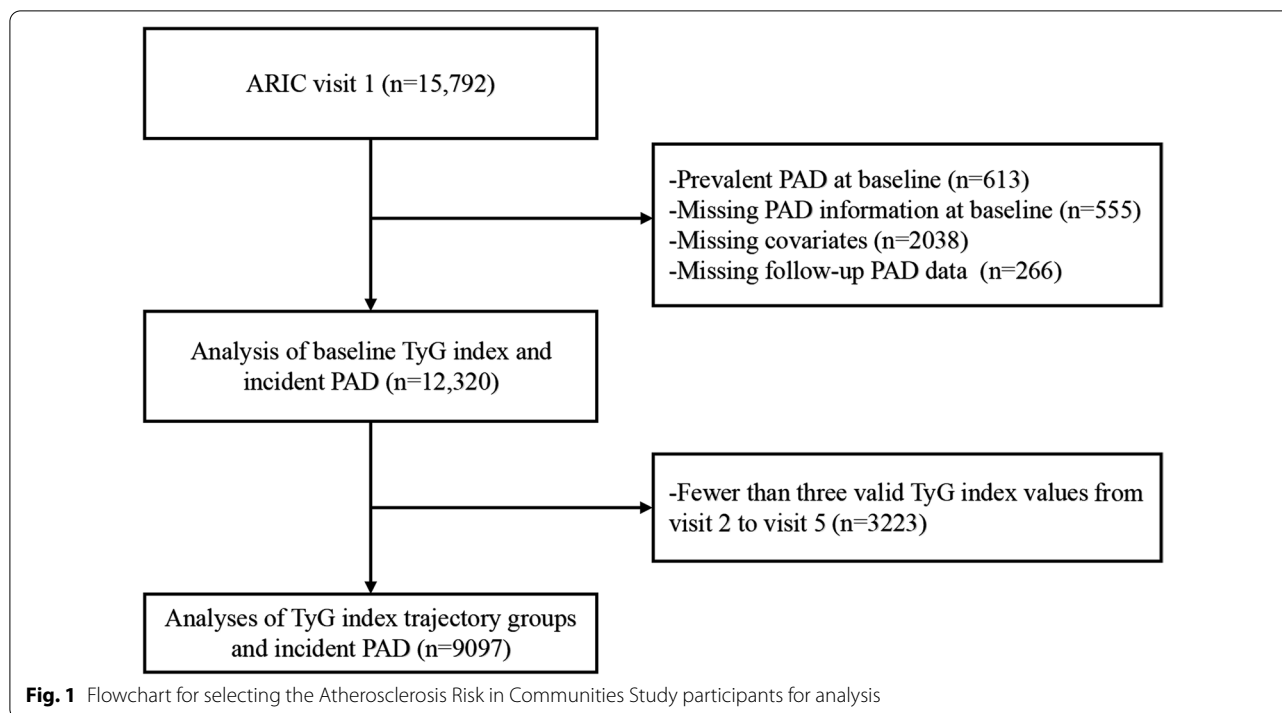 ARIC visit 1 (n=15,792)
-Prevalent PAD at baseline (n=613)
-Missing PAD information at baseline (n=555)
-Missing covariates (n=2038)
-Missing follow-up PAD data (n=266)
Analysis of baseline TyG index and
incident PAD (n=12,320)
-Fewer than three valid TyG index values from
visit 2 to visit 5 (n=3223)
Analyses of TyG index trajectory groups
and incident PAD (n=9097)
Fig. 1 Flowchart for selecting the Atherosclerosis Risk in Communities Study participants for analysis